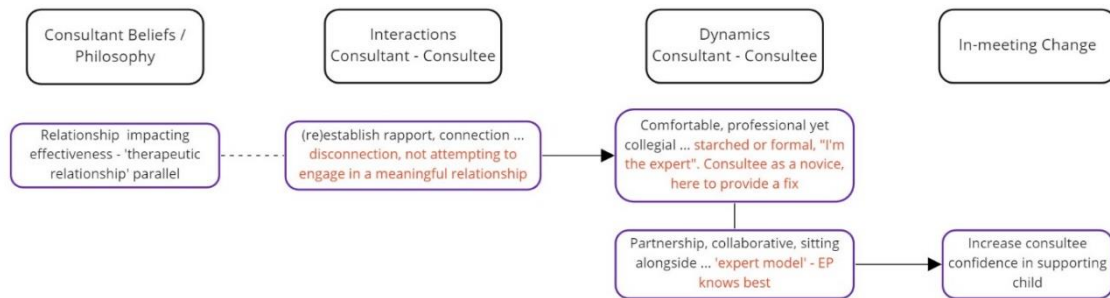 Consultant Beliefs /
Philosophy
Interactions
Consultant - Consultee
Dynamics
Consultant - Consultee
In-meeting Change
Relationship impacting
effectiveness - 'therapeutic
relationship' parallel
(re)establish rapport, connection ...
disconnection, not attempting to
engage in a meaningful relationship
Comfortable, professional yet
collegial ... starched or formal, "I'm
the expert". Consultee as a novice,
here to provide a fix
Partnership, collaborative, sitting
alongside ... 'expert model' - EP
knows best
Increase consultee
confidence in supporting
child